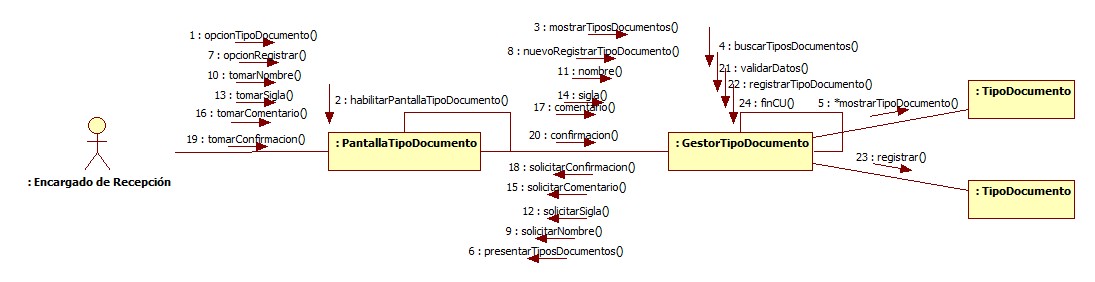 1 : opcionTipoDocumento()
7 : opcionRegistrar()
10 : tomarNombre()
13 : tomarSigla()
16 : tomarComentario()
19 : tomarConfirmacion()
: Encargado de Recepción
2 : habilitarPantallaTipoDocumento()
: PantallaTipoDocumento
3 : mostrarTiposDocumentos()
8 : nuevoRegistrarTipoDocumento()
11 : nombre()
14 : sigla()
17 : comentario()
20 : confirmacion()
18 : solicitarConfirmacion()
15 : solicitarComentario()
12 : solicitarSigla()
9 : solicitarNombre()
6 : presentarTiposDocumentos()
4 : buscarTiposDocumentos()
21 : validarDatos()
22 : registrarTipoDocumento()
24 : finCU()
: GestorTipoDocumento
5 : *mostrarTipoDocumento()
: TipoDocumento
23 : registrar()
: TipoDocumento